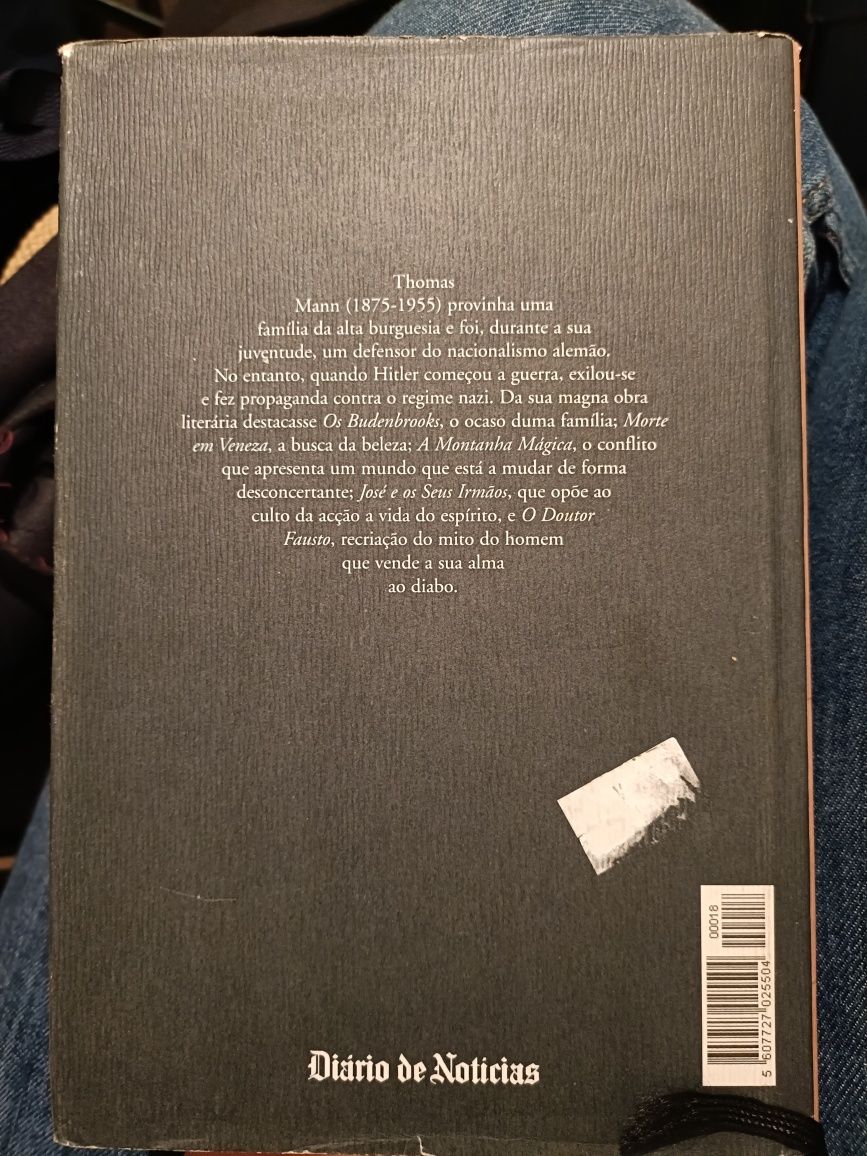 Thomas
Mann (1875-1955) provinha uma
família da alta burguesia e foi, durante a sua
juventude, um defensor do nacionalismo alemão.
No entanto, quando Hitler começou a guerra, exilou-se
e fez propaganda contra o regime nazi. Da sua magna obra
literária destacasse Os Budenbrooks, o ocaso duma família; Morte
em Veneza, a busca da beleza; A Montanha Mágica, o conflito
que apresenta um mundo que está a mudar de forma
desconcertante; José e os Seus Irmãos, que opõe ao
culto da acção a vida do espírito, e O Doutor
Fausto, recriação do mito do homem
que vende a sua alma
ao diabo.
00018
5 607727 025504
Diário de Notícias